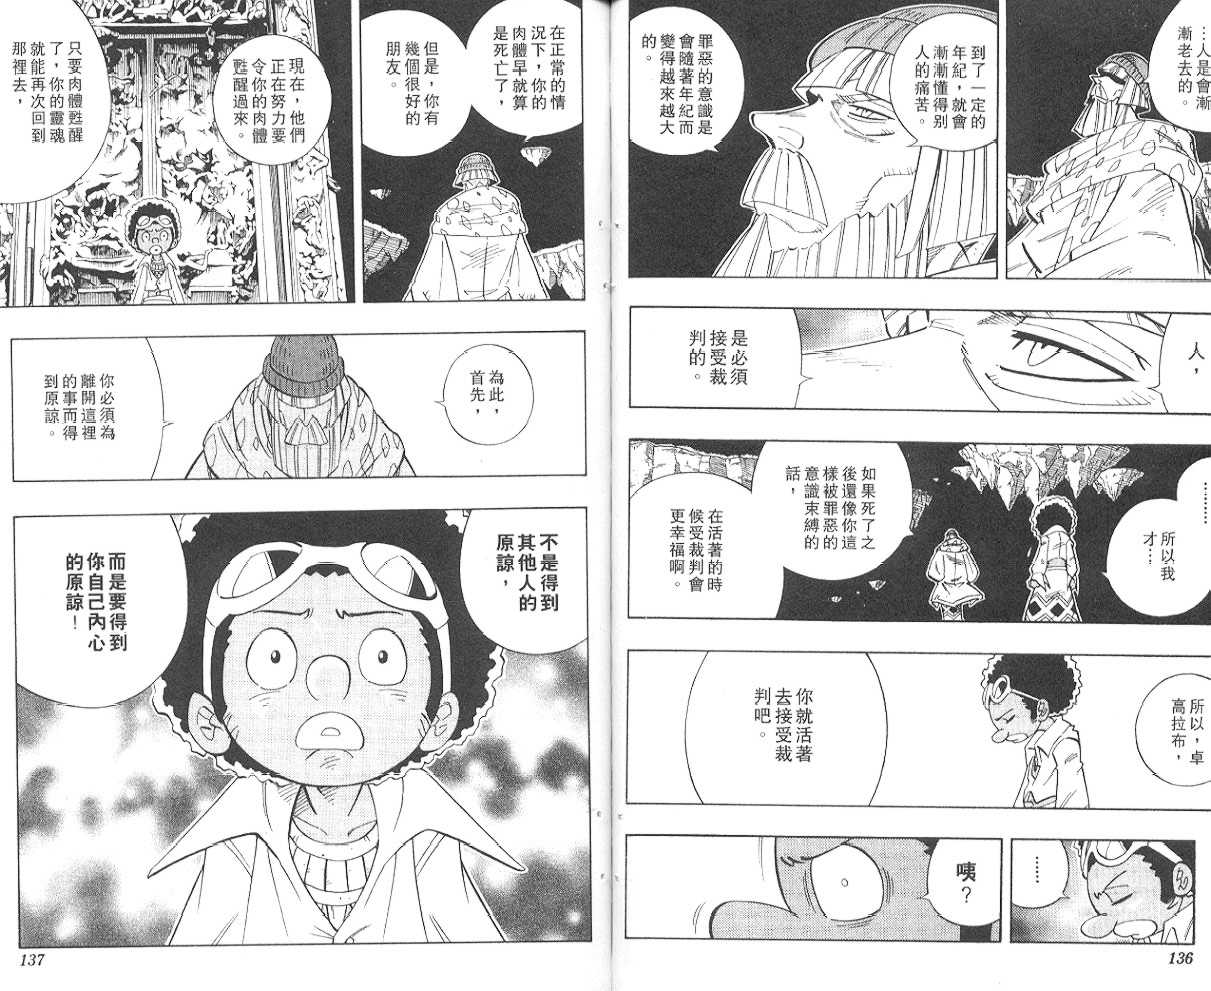 …人是會漸
漸老去的。
到了一定的
年紀，就會
漸漸懂得別
人的痛苦。
罪惡的意識是
會隨著年紀而
變得越來越大
的。
人，
是必須
接受裁
判的。
………
所以我
才…
如果死了之
後還像你這
樣被罪惡的
意識束縛的
話，
在活著的時
候受裁判會
更幸福啊。
所以，卓
高拉布，
你就活著
去接受裁
判吧。
……
咦？
136
在正常的情
況下，你的
肉體早就算
是死亡了，
但是，你有
幾個很好的
朋友。
現在，他們
正在努力要
令你的肉體
甦醒過來。
只要肉體甦醒
了，你的靈魂
就能再次回到
那裡去，
為此，
首先，
你必須為
離開這裡
的事而得
到原諒。
不是得到
其他人的
原諒，
而是要得到
你自己內心
的原諒！
137